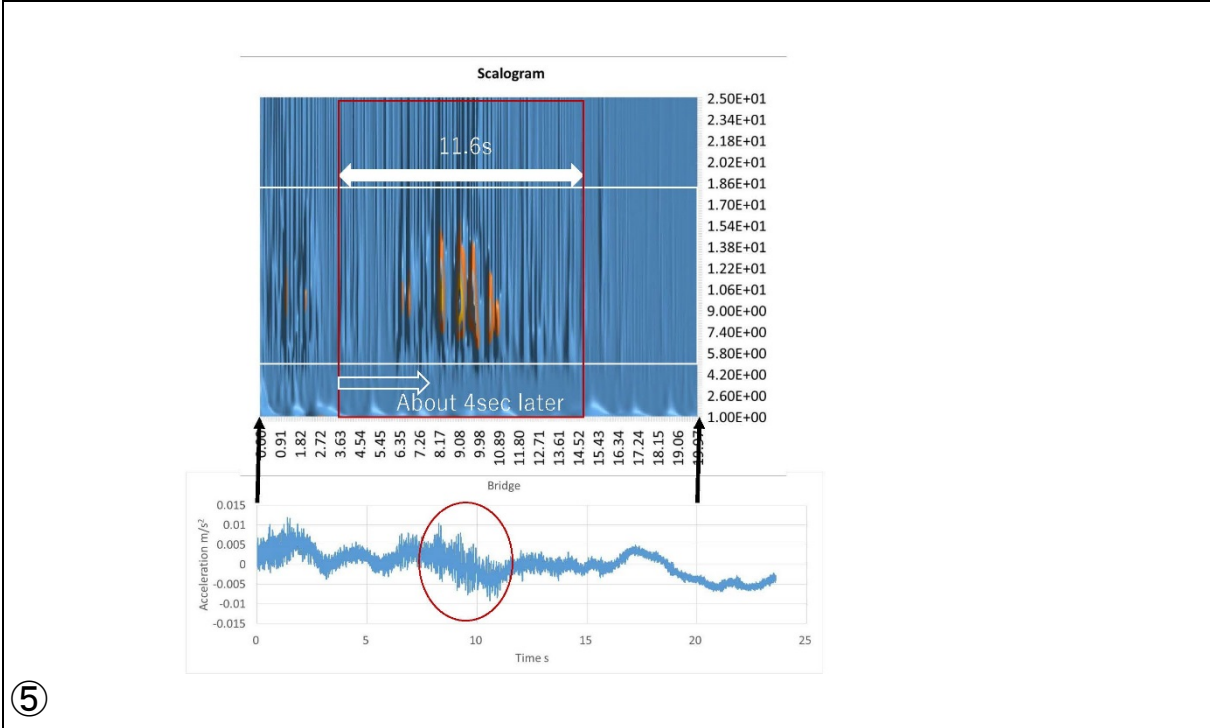 Scalogram
2.50E+01
2.34E+01
2.18E+01
2.02E+01
1.86E+01
1.70E+01
1.54E+01
1.38E+01
1.22E+01
1.06E+01
9.00E+00
7.40E+00
5.80E+00
4.20E+00
2.60E+00
1.00E+00
11.6s
About 4sec later
0.00 0.91 1.82 2.72 3.63 4.54 5.45 6.35 7.26 8.17 9.08 9.98 10.89 11.80 12.71 13.61 14.52 15.43 16.34 17.24 18.15 19.06 19.97
Bridge
Acceleration m/s²
0.015
0.01
0.005
0
-0.005
-0.01
-0.015
0 5 10 15 20 25
Time s
⑤